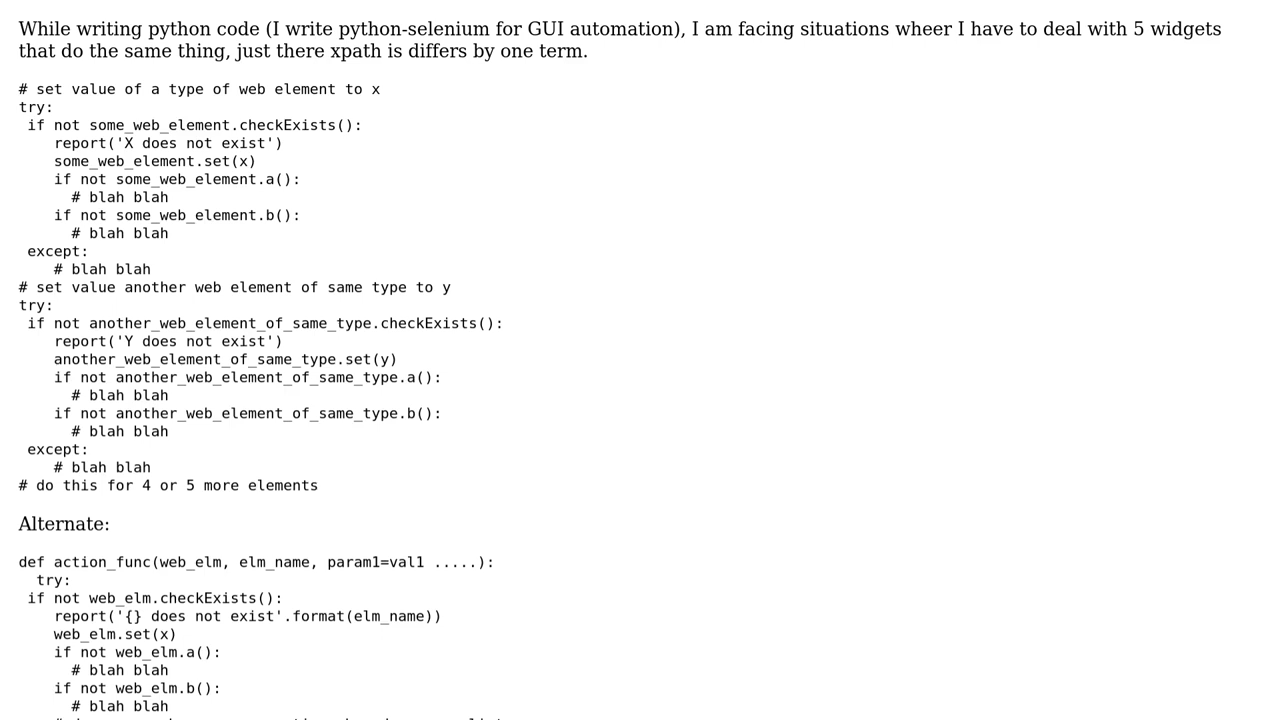 While writing python code (I write python-selenium for GUI automation), I am facing situations wheer I have to deal with 5 widgets
that do the same thing, just there xpath is differs by one term.
# set value of a type of web element to x
try:
 if not some_web_element.checkExists():
    report('X does not exist')
    some_web_element.set(x)
    if not some_web_element.a():
      # blah blah
    if not some_web_element.b():
      # blah blah
 except:
    # blah blah
# set value another web element of same type to y
try:
 if not another_web_element_of_same_type.checkExists():
    report('Y does not exist')
    another_web_element_of_same_type.set(y)
    if not another_web_element_of_same_type.a():
      # blah blah
    if not another_web_element_of_same_type.b():
      # blah blah
 except:
    # blah blah
# do this for 4 or 5 more elements
Alternate:
def action_func(web_elm, elm_name, param1=val1 .....):
  try:
 if not web_elm.checkExists():
    report('{} does not exist'.format(elm_name))
    web_elm.set(x)
    if not web_elm.a():
      # blah blah
    if not web_elm.b():
      # blah blah